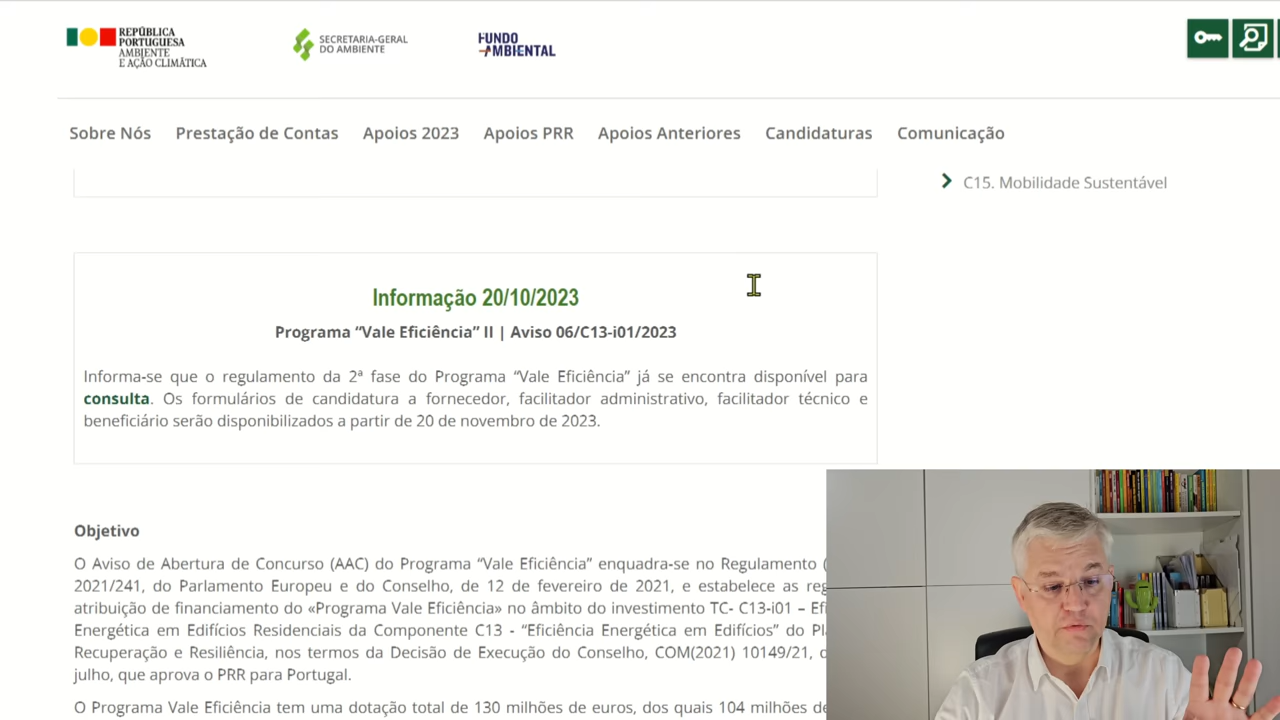 REPÚBLICA
PORTUGUESA
AMBIENTE
E AÇÃO CLIMÁTICA
SECRETARIA-GERAL
DO AMBIENTE
FUNDO
AMBIENTAL
Sobre Nós Prestação de Contas Apoios 2023 Apoios PRR Apoios Anteriores Candidaturas Comunicação
C15. Mobilidade Sustentável
Informação 20/10/2023
Programa “Vale Eficiência” II | Aviso 06/C13-i01/2023
Informa-se que o regulamento da 2ª fase do Programa “Vale Eficiência” já se encontra disponível para
consulta. Os formulários de candidatura a fornecedor, facilitador administrativo, facilitador técnico e
beneficiário serão disponibilizados a partir de 20 de novembro de 2023.
Objetivo
O Aviso de Abertura de Concurso (AAC) do Programa “Vale Eficiência” enquadra-se no Regulamento (
2021/241, do Parlamento Europeu e do Conselho, de 12 de fevereiro de 2021, e estabelece as
atribuição de financiamento do «Programa Vale Eficiência» no âmbito do investimento TC- C13-i01 –
Energética em Edifícios Residenciais da Componente C13 - “Eficiência Energética em Edifícios” do
Recuperação e Resiliência, nos termos da Decisão de Execução do Conselho, COM(2021) 10149/21,
julho, que aprova o PRR para Portugal.
O Programa Vale Eficiência tem uma dotação total de 130 milhões de euros, dos quais 104 milhões